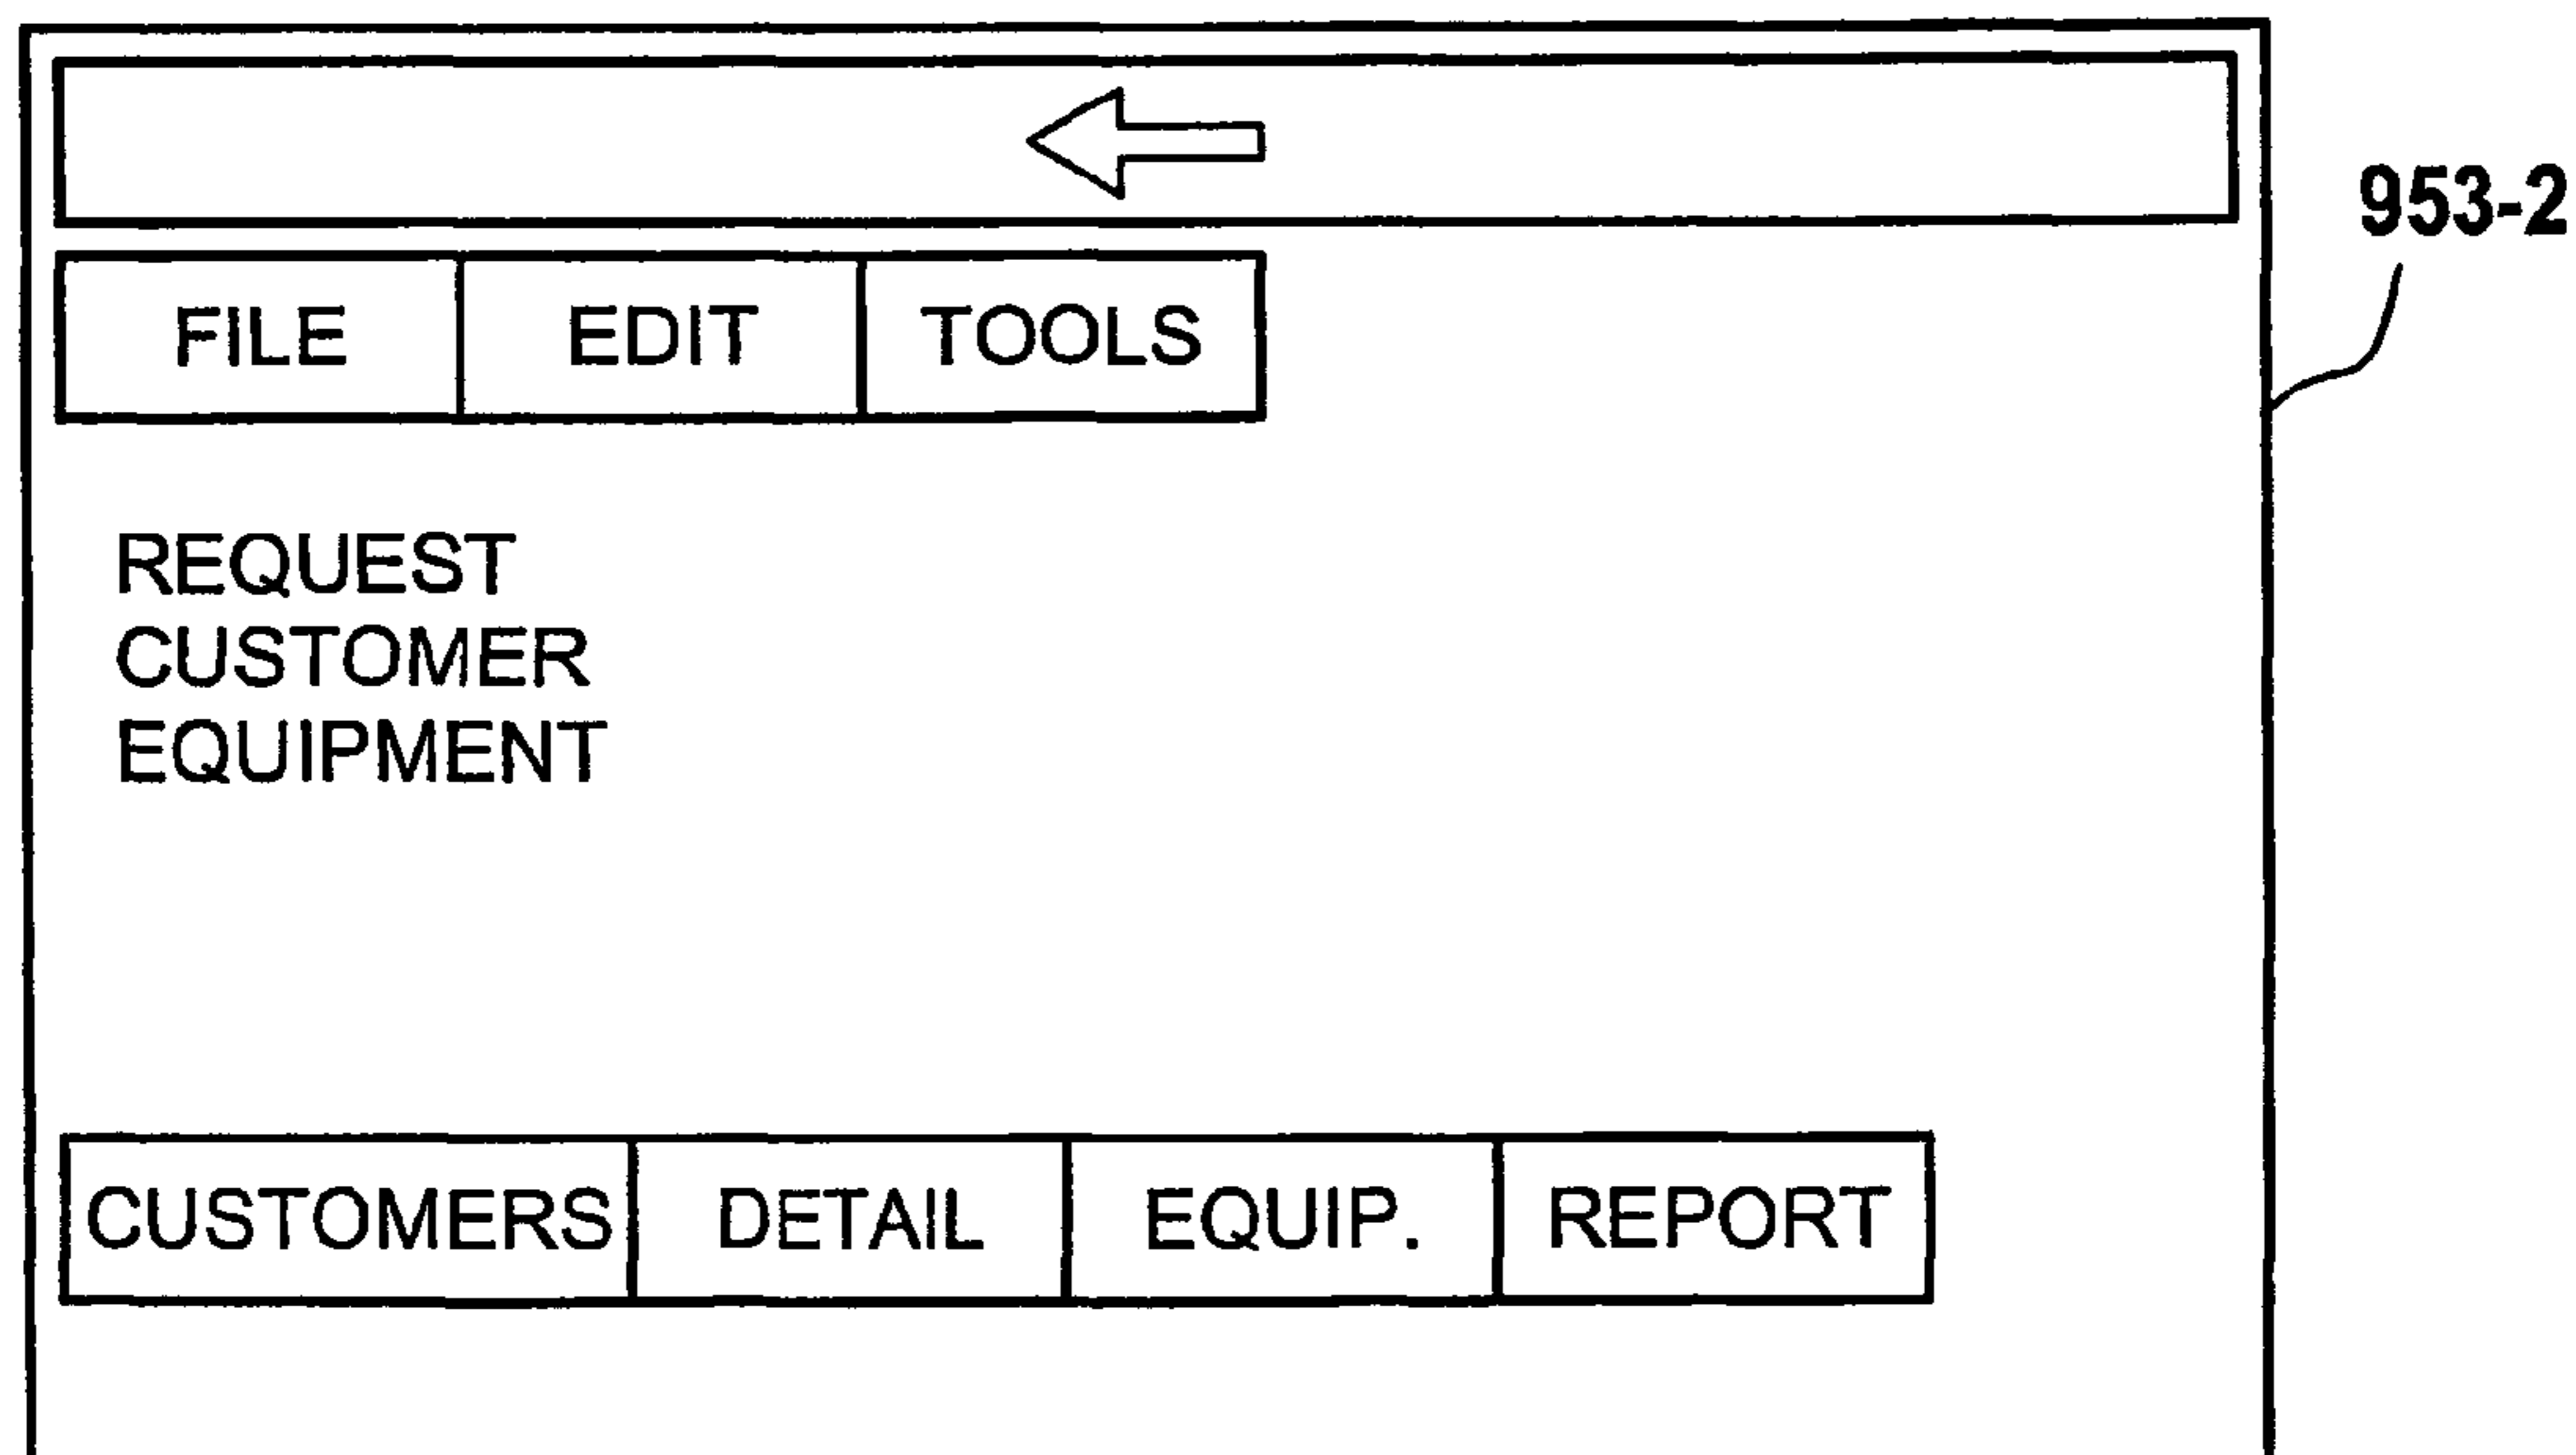 953-2
FILE EDIT TOOLS
REQUEST
CUSTOMER
EQUIPMENT
CUSTOMERS DETAIL EQUIP. REPORT